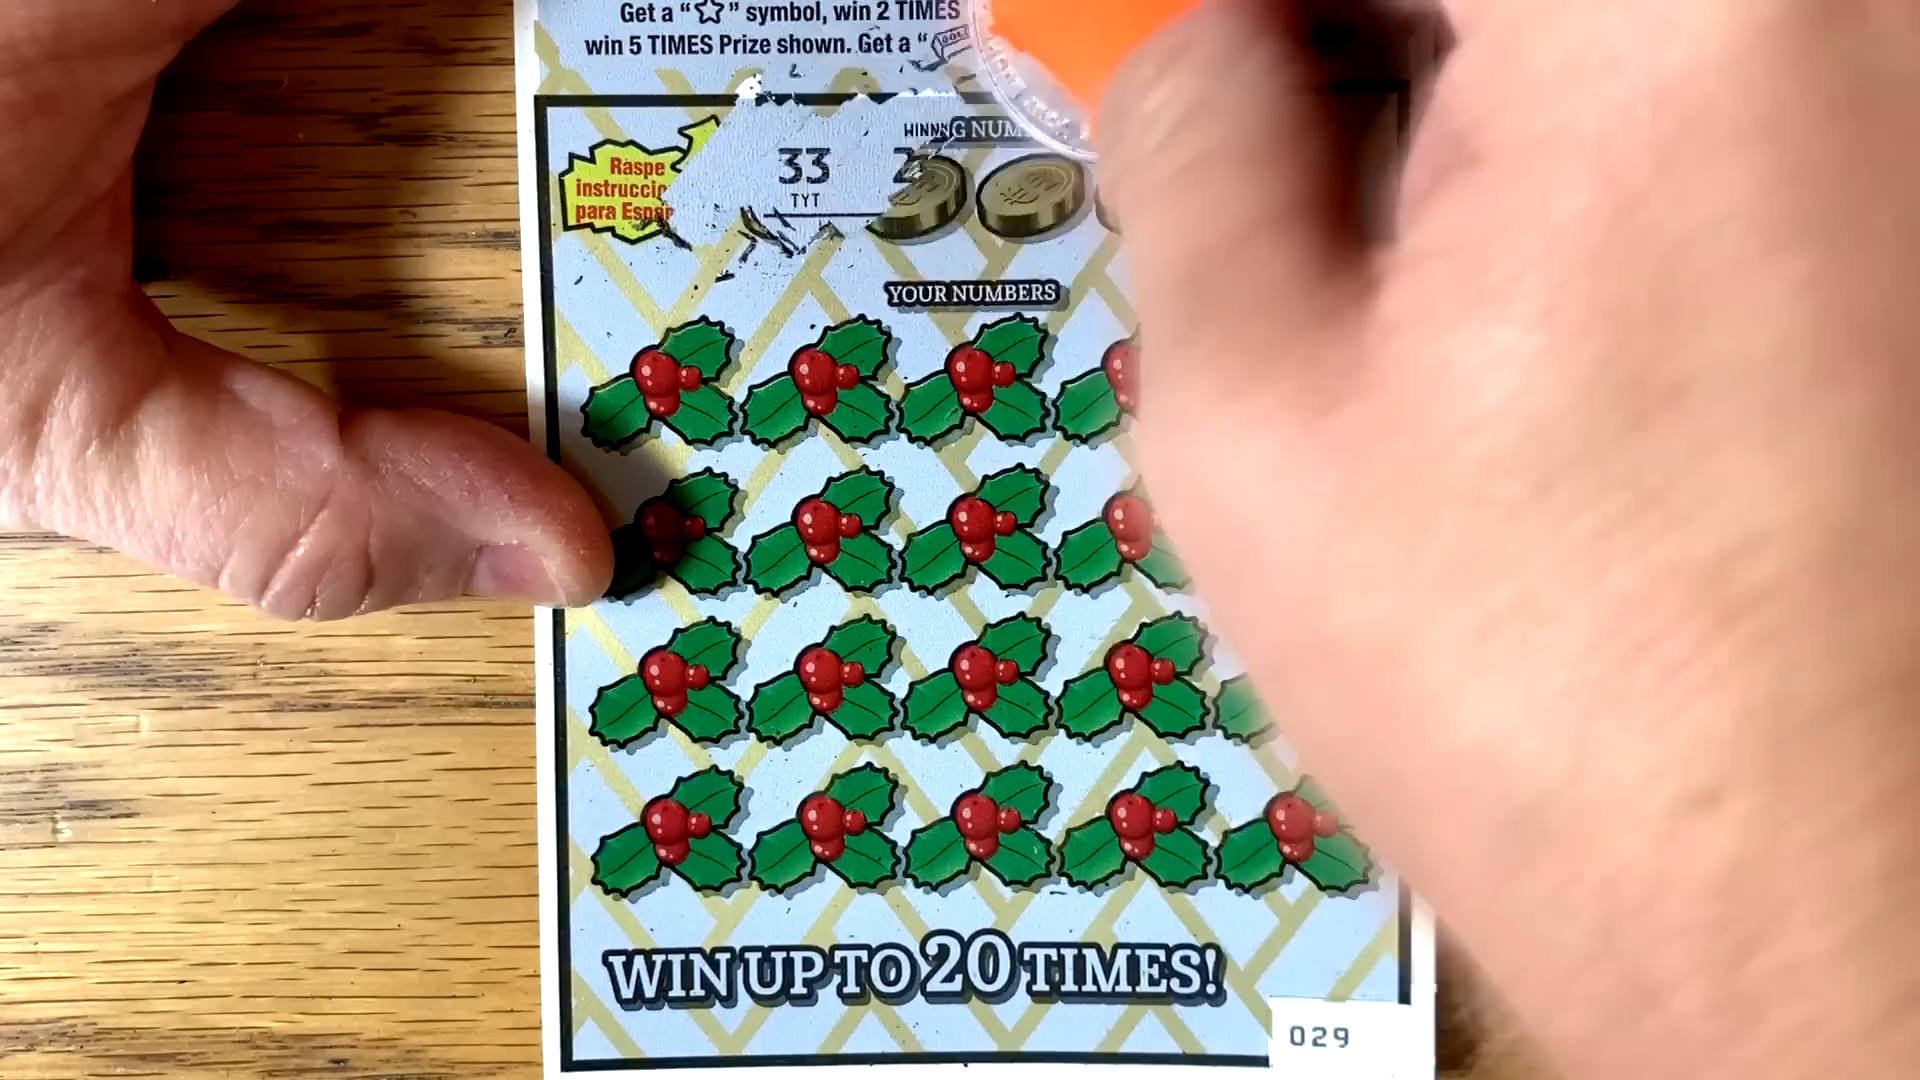 Get a “☆” symbol, win 2 TIMES
win 5 TIMES Prize shown. Get a “
GOLD
WINNING NUM
Raspe
para
33
TYT
YOUR NUMBERS
WIN UP TO 20 TIMES!
029